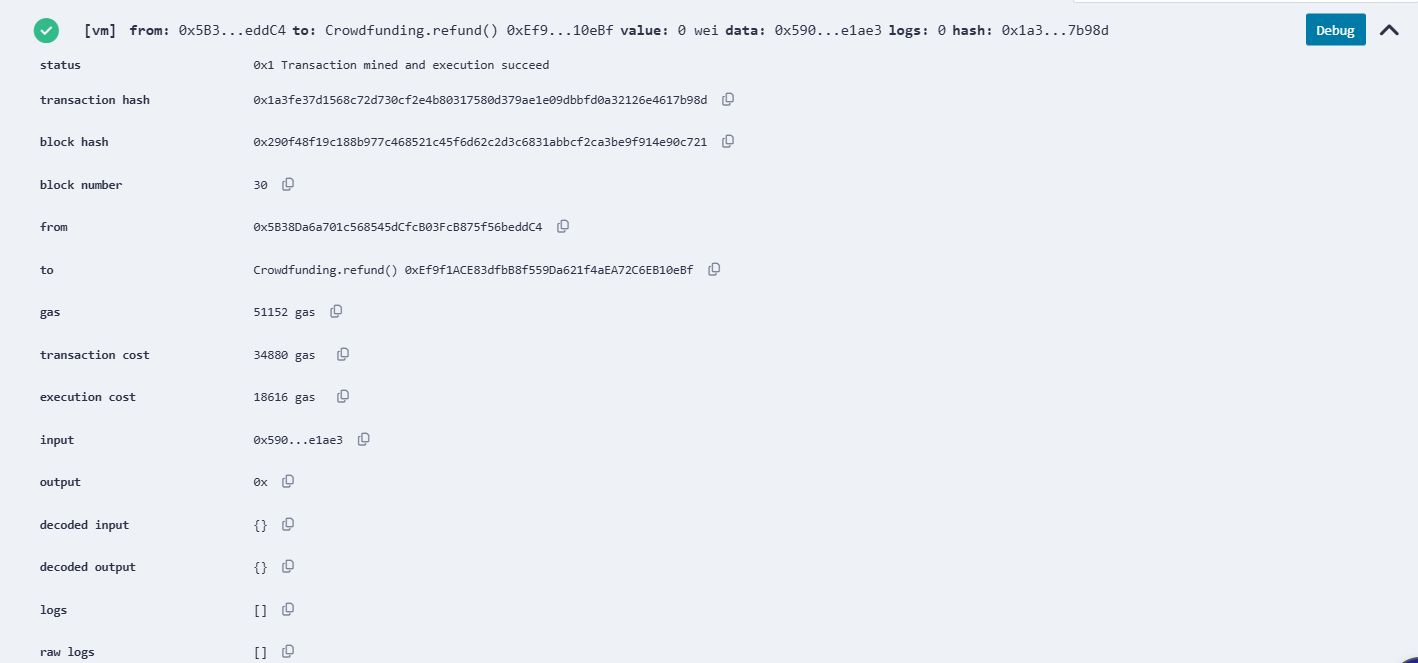 [vm] from: 0x5B3...eddC4 to: Crowdfunding.refund() 0xEf9...10eBf value: 0 wei data: 0x590...e1ae3 logs: 0 hash: 0x1a3...7b98d Debug
status 0x1 Transaction mined and execution succeed
transaction hash 0x1a3fe37d1568c72d730cf2e4b80317580d379ae1e09dbbfd0a32126e4617b98d
block hash 0x290f48f19c188b977c468521c45f6d62c2d3c6831abbcf2ca3be9f914e90c721
block number 30
from 0x5B38Da6a701c568545dCfcB03FcB875f56beddC4
to Crowdfunding.refund() 0xEf9f1ACE83dfbB8f559Da621f4aEA72C6EB10eBf
gas 51152 gas
transaction cost 34880 gas
execution cost 18616 gas
input 0x590...e1ae3
output 0x
decoded input {}
decoded output {}
logs []
raw logs []